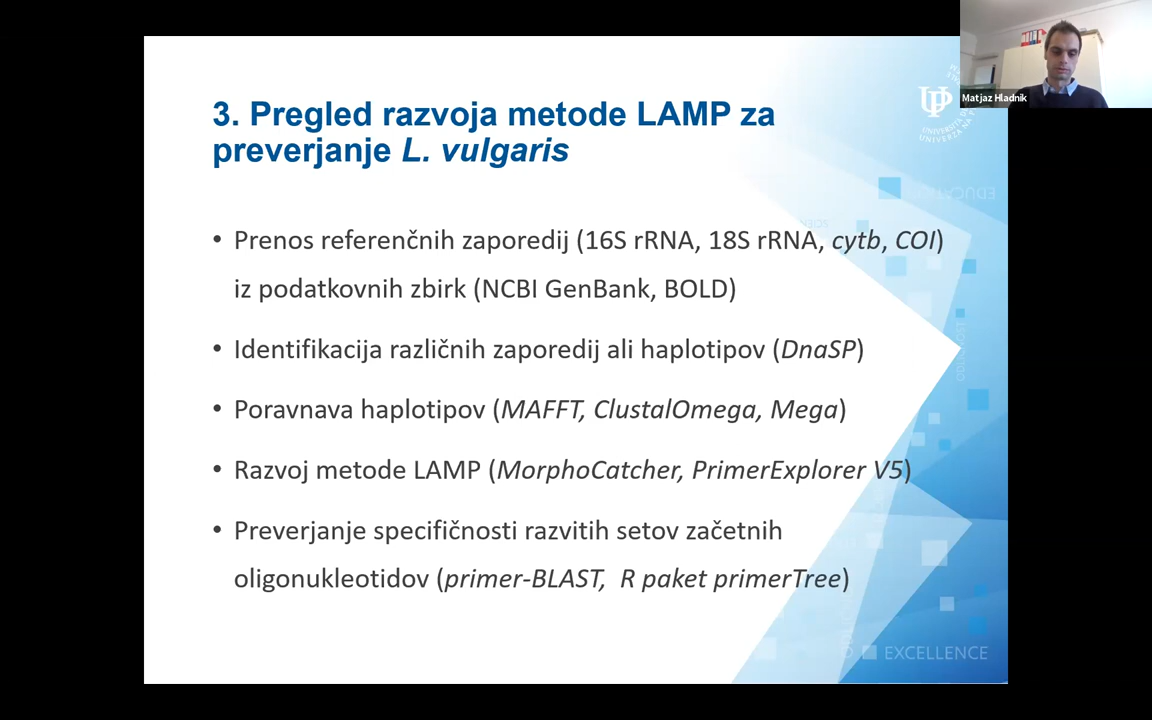 Matjaz Hladnik
UP
3. Pregled razvoja metode LAMP za
preverjanje L. vulgaris
• Prenos referenčnih zaporedij (16S rRNA, 18S rRNA, cytb, COI)
iz podatkovnih zbirk (NCBI GenBank, BOLD)
• Identifikacija različnih zaporedij ali haplotipov (DnaSP)
• Poravnava haplotipov (MAFFT, ClustalOmega, Mega)
• Razvoj metode LAMP (MorphoCatcher, PrimerExplorer V5)
• Preverjanje specifičnosti razvitih setov začetnih
oligonukleotidov (primer-BLAST, R paket primerTree)
EXCELLENCE